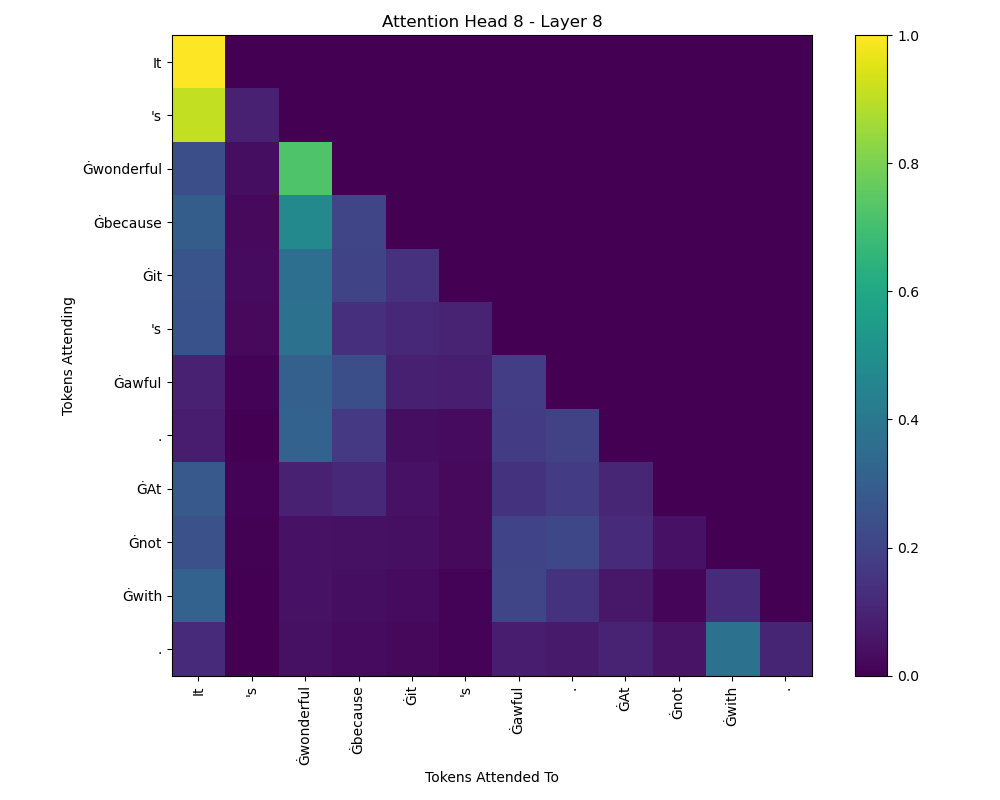 Attention Head 8 - Layer 8
It
's
Ġwonderful
Ġbecause
Ġit
's
Ġawful
.
ĠAt
Ġnot
Ġwith
.
Tokens Attending
It
's
Ġwonderful
Ġbecause
Ġit
's
Ġawful
.
ĠAt
Ġnot
Ġwith
.
Tokens Attended To
1.0
0.8
0.6
0.4
0.2
0.0